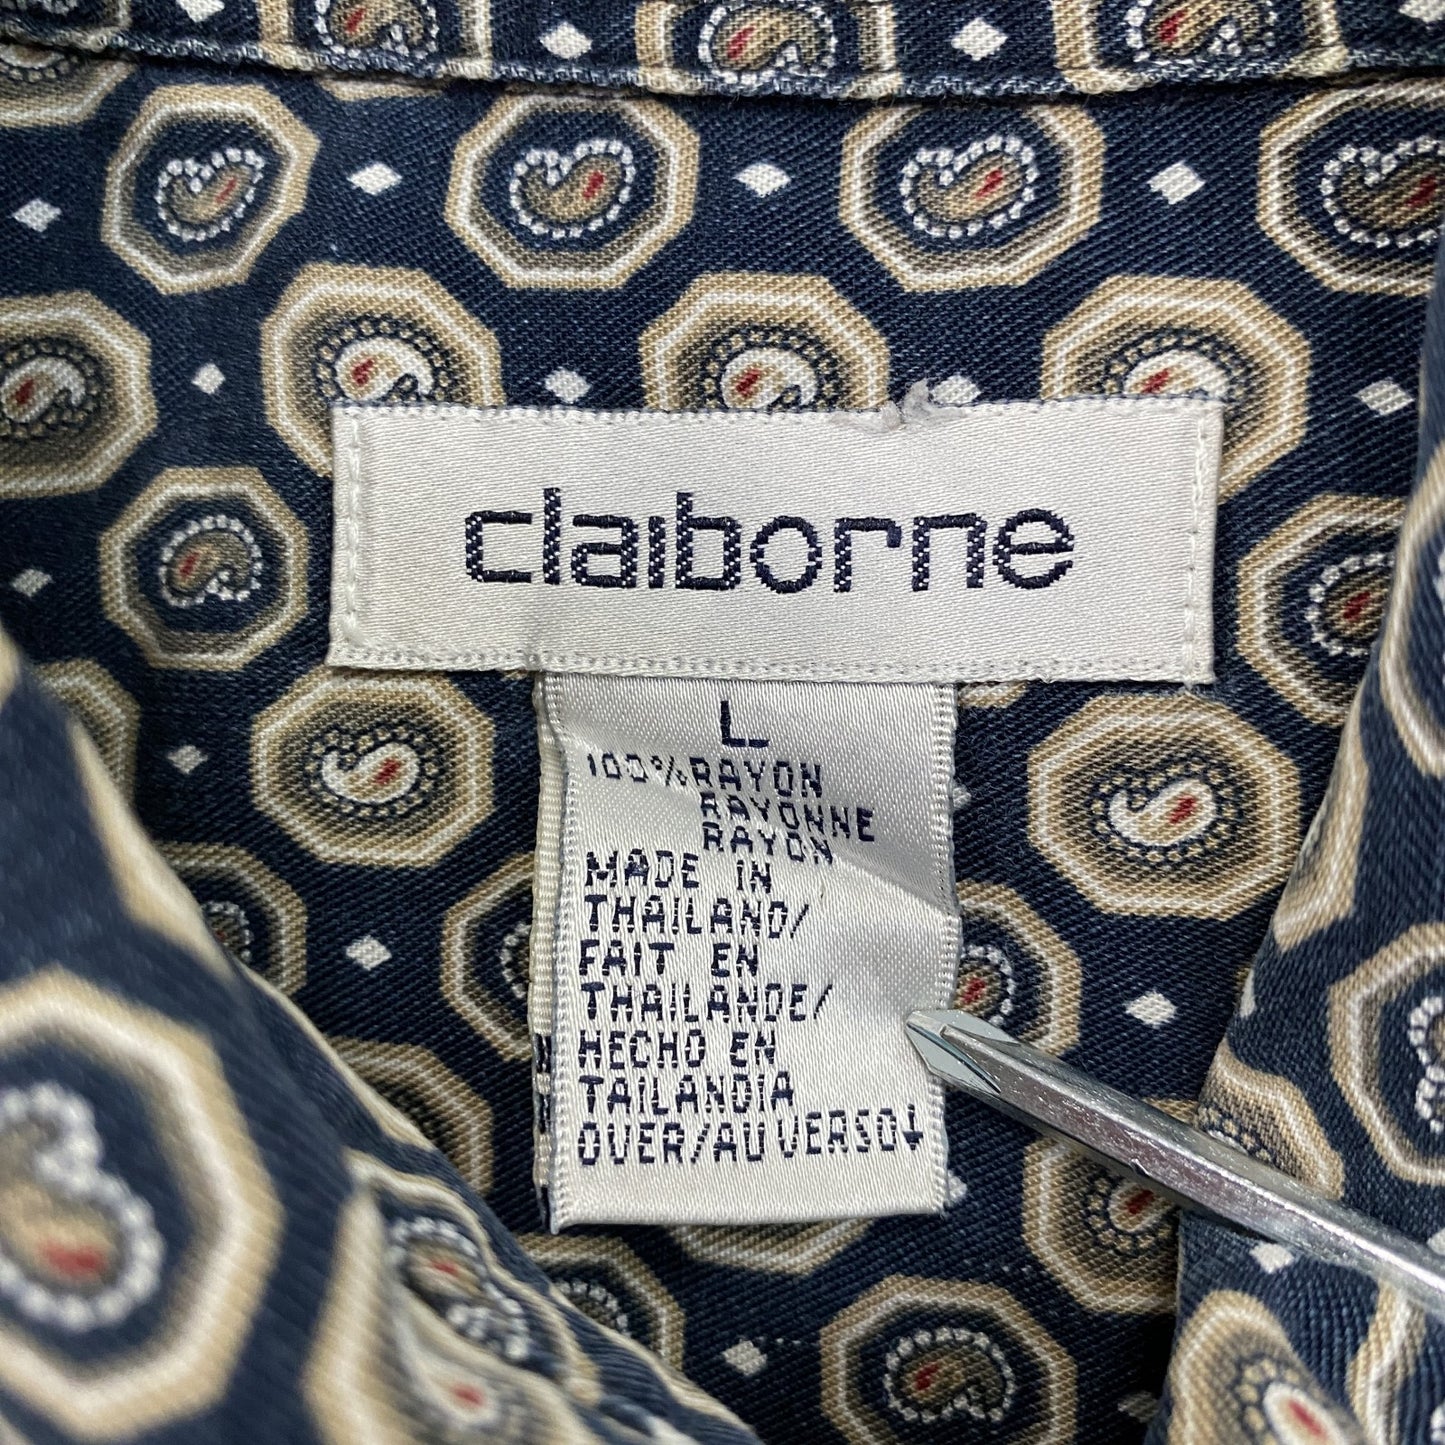 claiborne
L
100% RAYON
RAYONNE
RAYON
MADE IN
THAILAND/
FAIT EN
THAILANDE/
HECHO EN
TAILANDIA
OVER/AU VERSO↓